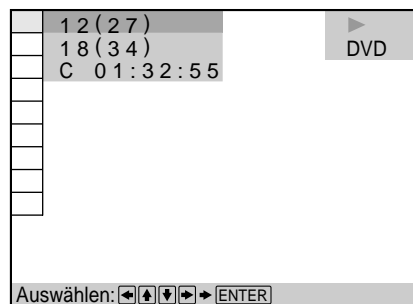 12(27)
18(34)
C 01:32:55
▶
DVD
Auswählen: ←↑↓→ → ENTER